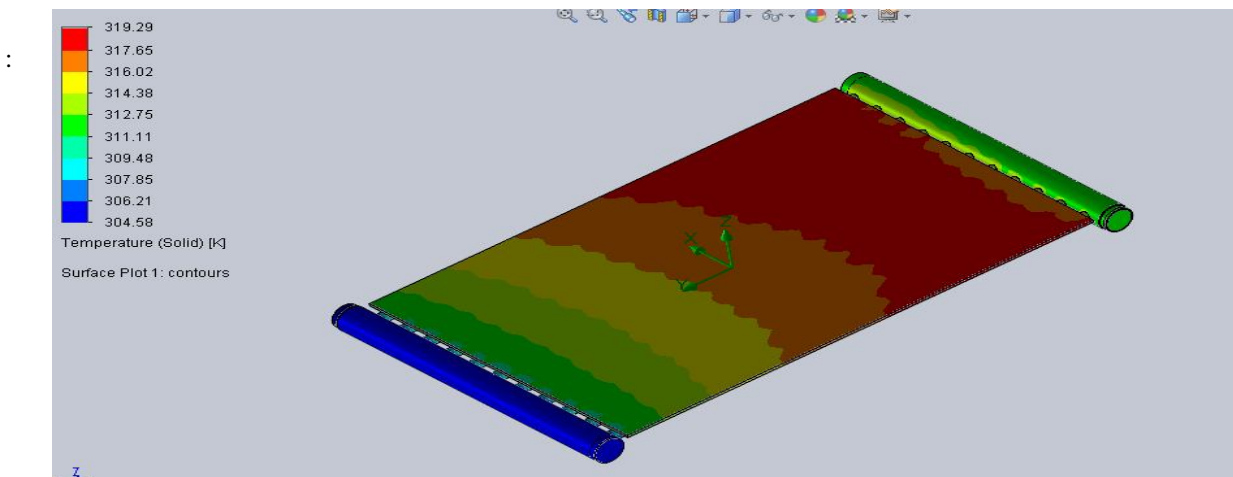 :
319.29
317.65
316.02
314.38
312.75
311.11
309.48
307.85
306.21
304.58
Temperature (Solid) [K]
Surface Plot 1: contours
Z
X
Z